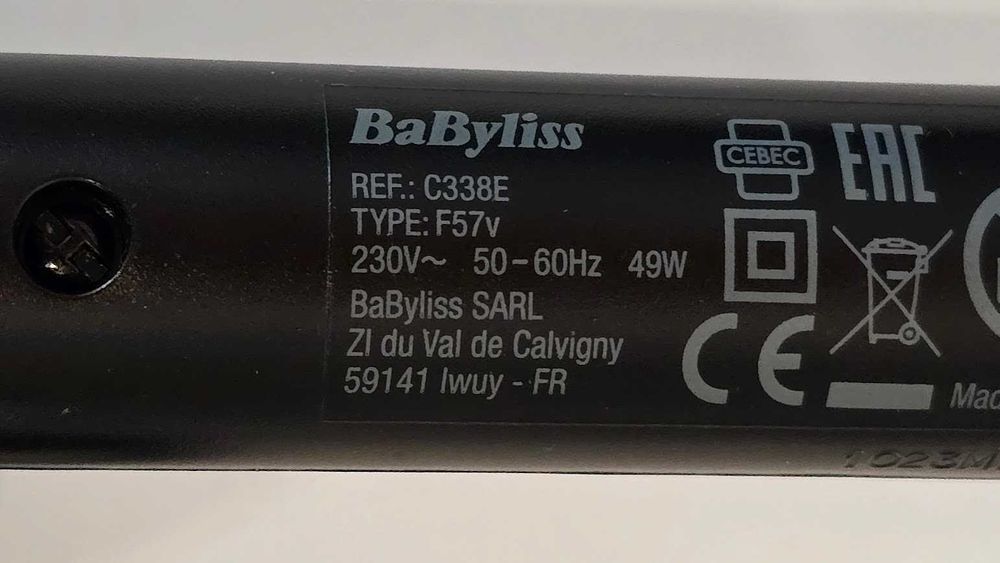 BaByliss
REF.: C338E
TYPE: F57v
230V~ 50-60Hz 49W
BaByliss SARL
ZI du Val de Calvigny
59141 Iwuy - FR
CEBEC
EAC
CE